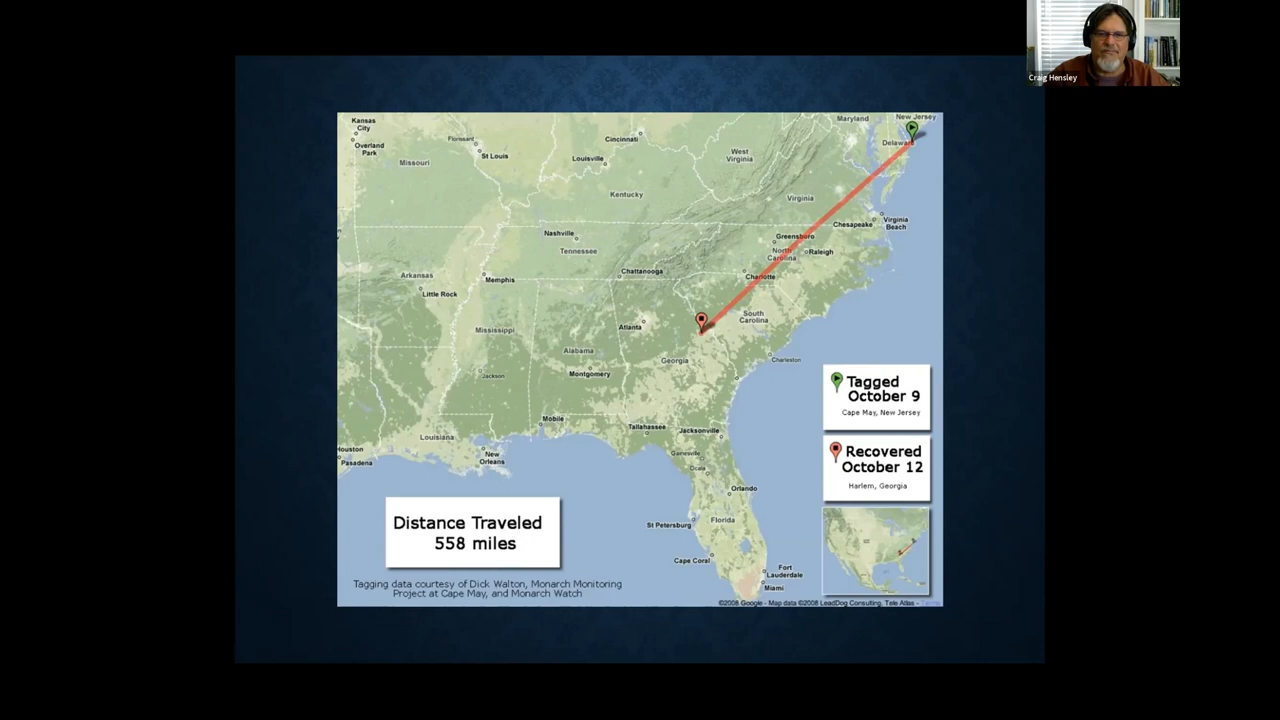 Craig Hensley
Kansas
City
Overland
Park
Florissant
St Louis
Missouri
Cincinnati
Louisville
West
Virginia
Maryland
New Jersey
Delaware
Kentucky
Virginia
Chesapeake
Virginia
Beach
Nashville
Tennessee
Greensboro
North
Carolina
Raleigh
Arkansas
Little Rock
Memphis
Chattanooga
Charlotte
Mississippi
Atlanta
South
Carolina
Alabama
Georgia
Charleston
Jackson
Montgomery
Mobile
Tallahassee
Jacksonville
Louisiana
Houston
Pasadena
New
Orleans
Gainesville
Ocala
Orlando
St Petersburg
Florida
Cape Coral
Fort
Lauderdale
Miami
Tagged
October 9
Cape May, New Jersey
Recovered
October 12
Harlem, Georgia
Distance Traveled
558 miles
Tagging data courtesy of Dick Walton, Monarch Monitoring
Project at Cape May, and Monarch Watch
©2008 Google - Map data ©2008 LeadDog Consulting, Tele Atlas -